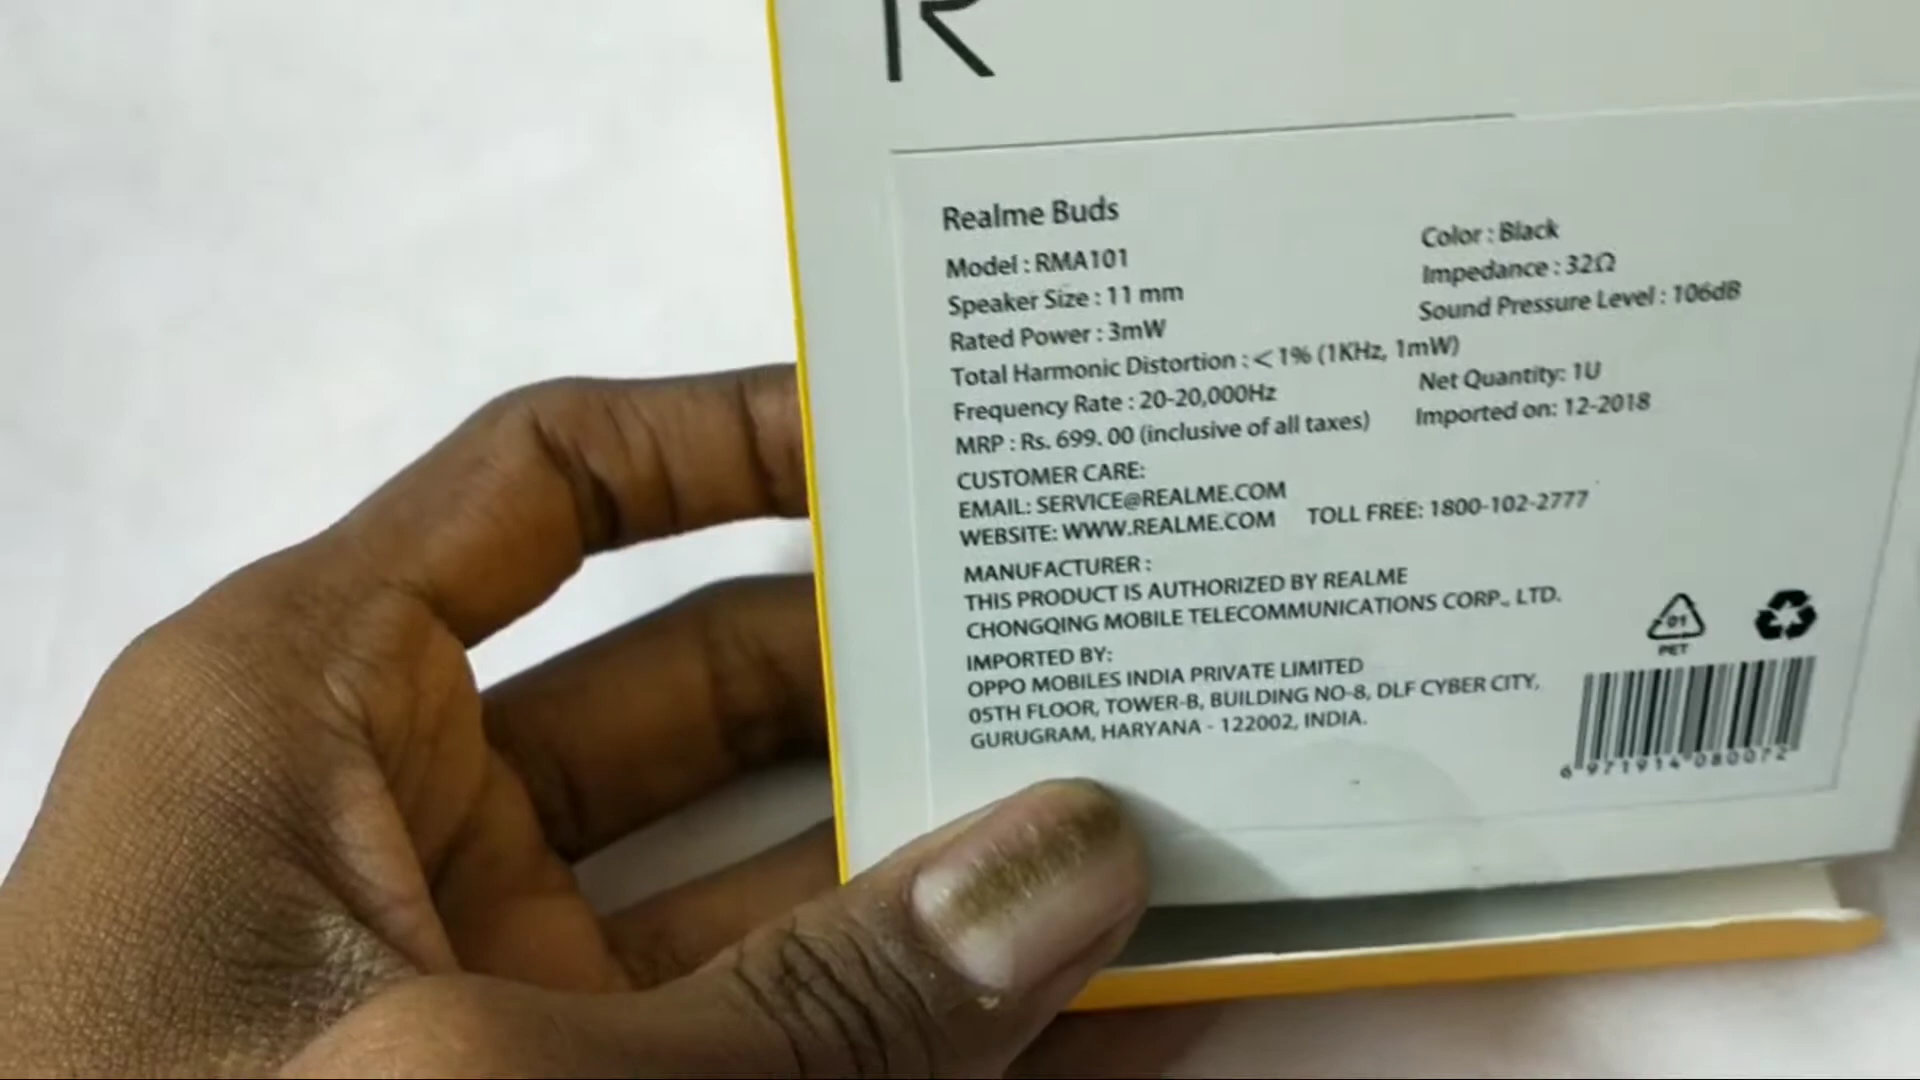 R
Realme Buds
Model : RMA101
Color : Black
Speaker Size : 11 mm
Impedance : 32Ω
Rated Power : 3mW
Sound Pressure Level : 106dB
Total Harmonic Distortion : < 1% (1KHz, 1mW)
Frequency Rate : 20-20,000Hz
Net Quantity: 1U
MRP : Rs. 699. 00 (inclusive of all taxes)
Imported on: 12-2018
CUSTOMER CARE:
EMAIL: SERVICE@REALME.COM
WEBSITE: WWW.REALME.COM TOLL FREE: 1800-102-2777
MANUFACTURER :
THIS PRODUCT IS AUTHORIZED BY REALME
CHONGQING MOBILE TELECOMMUNICATIONS CORP., LTD.
IMPORTED BY:
OPPO MOBILES INDIA PRIVATE LIMITED
05TH FLOOR, TOWER-B, BUILDING NO-8, DLF CYBER CITY,
GURUGRAM, HARYANA - 122002, INDIA.
01
PET
6 971914 080072